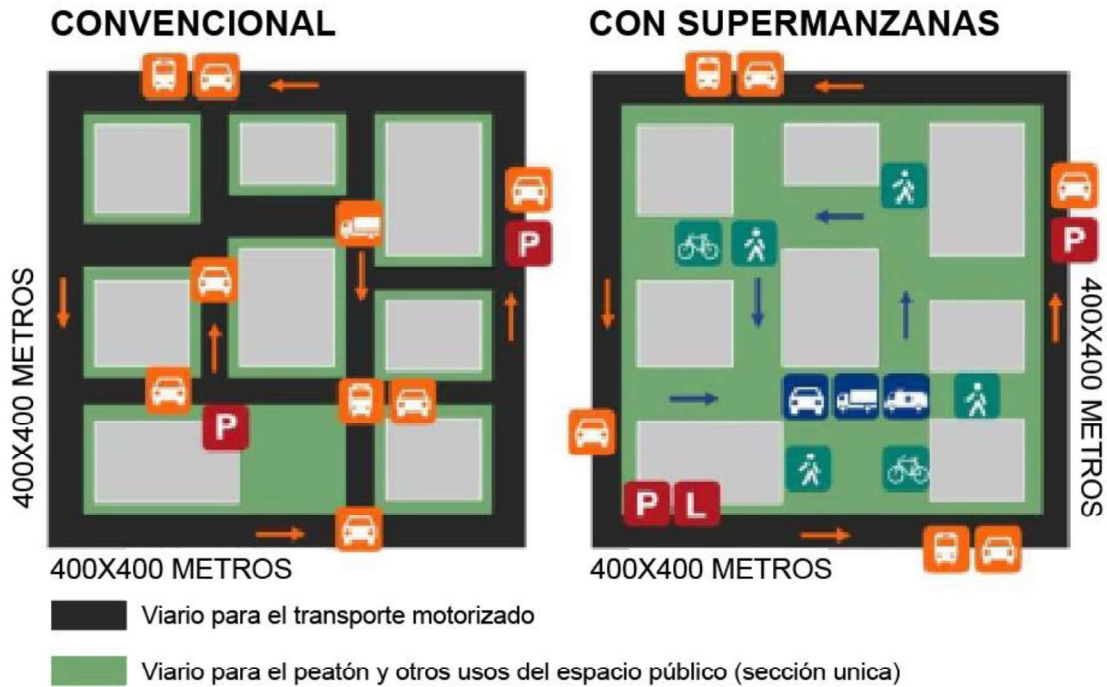 CONVENCIONAL
CON SUPERMANZANAS
P
P
400X400 METROS
P
400X400 METROS
P L
400X400 METROS
400X400 METROS
Viario para el transporte motorizado
Viario para el peatón y otros usos del espacio público (sección unica)